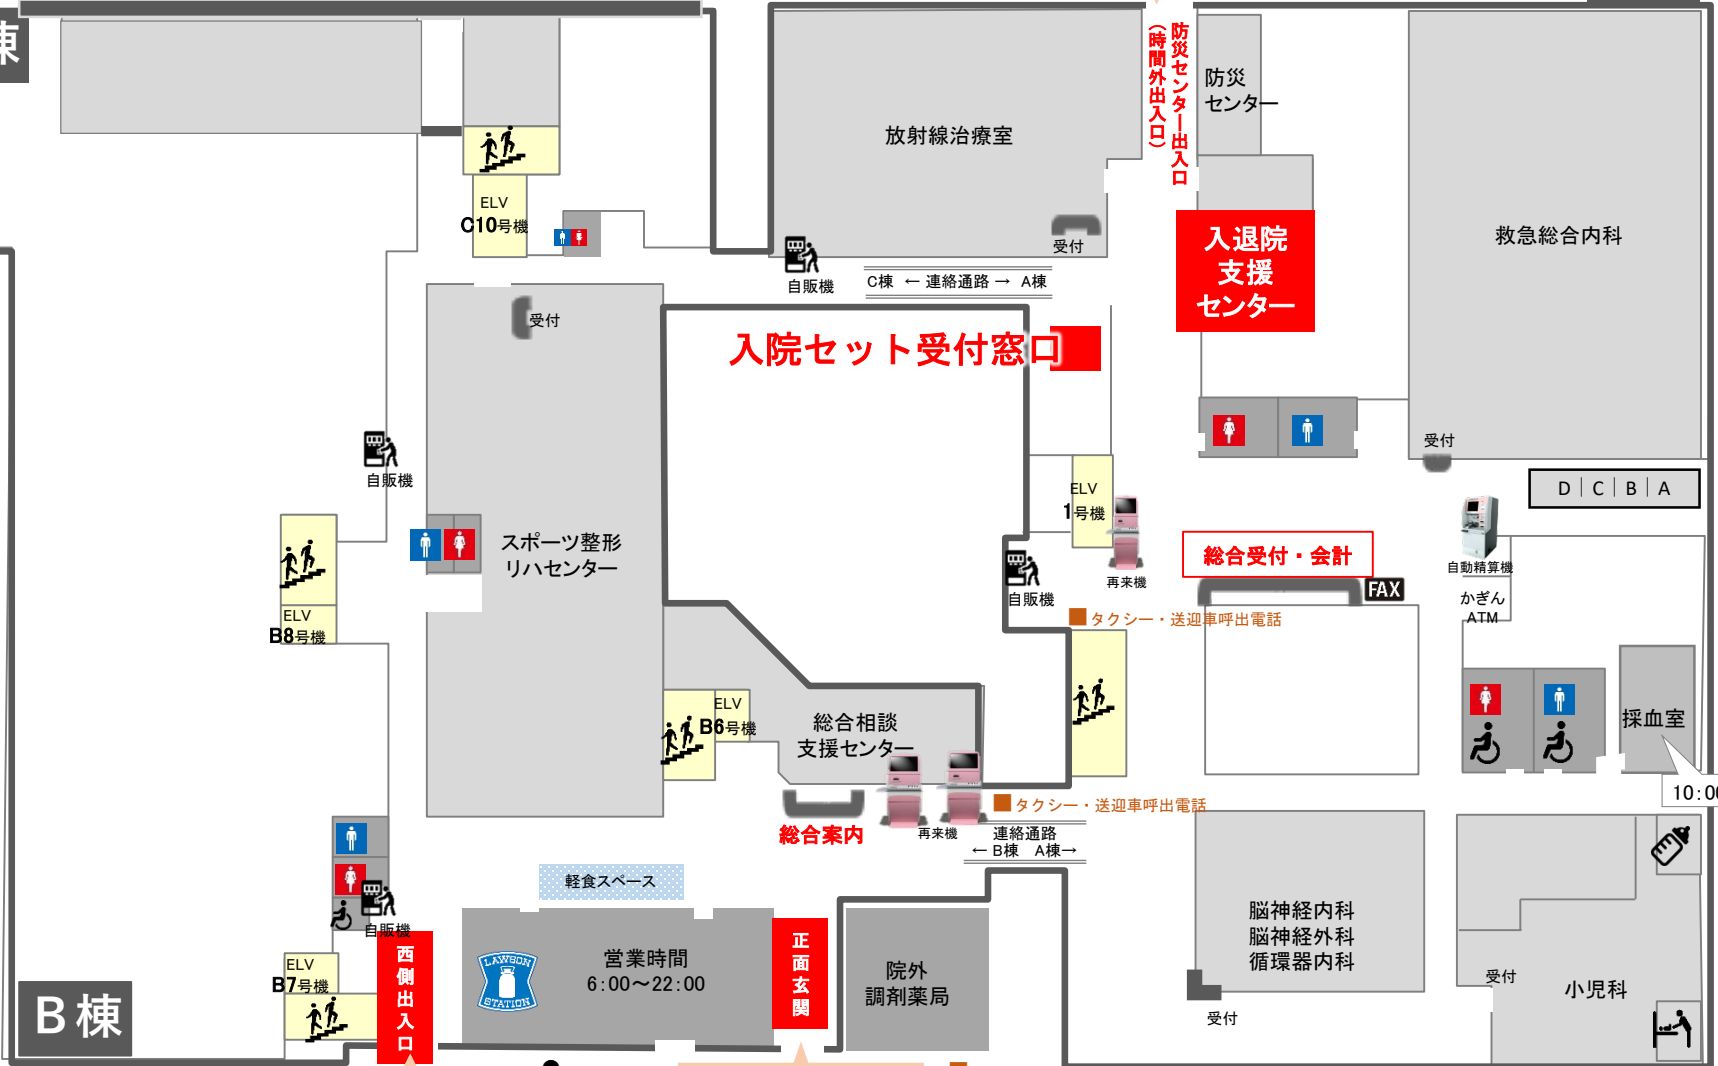 棟
防災センター出入口
(時間外出入口)
防災
センター
放射線治療室
受付
救急総合内科
ELV
C10号機
自販機
C棟 ← 連絡通路 → A棟
入退院
支援
センター
受付
入院セット受付窓口
受付
自販機
D|C|B|A
ELV
1号機
再来機
総合受付・会計
FAX
自動精算機
かぎん
ATM
スポーツ整形
リハセンター
自販機
タクシー・送迎車呼出電話
ELV
B8号機
ELV
B6号機
総合相談
支援センター
採血室
10:00
タクシー・送迎車呼出電話
総合案内
再来機
連絡通路
← B棟 A棟→
軽食スペース
自販機
西側出入口
LAWSON
STATION
営業時間
6:00~22:00
正面玄関
院外
調剤薬局
脳神経内科
脳神経外科
循環器内科
受付
受付
小児科
ELV
B7号機
B棟